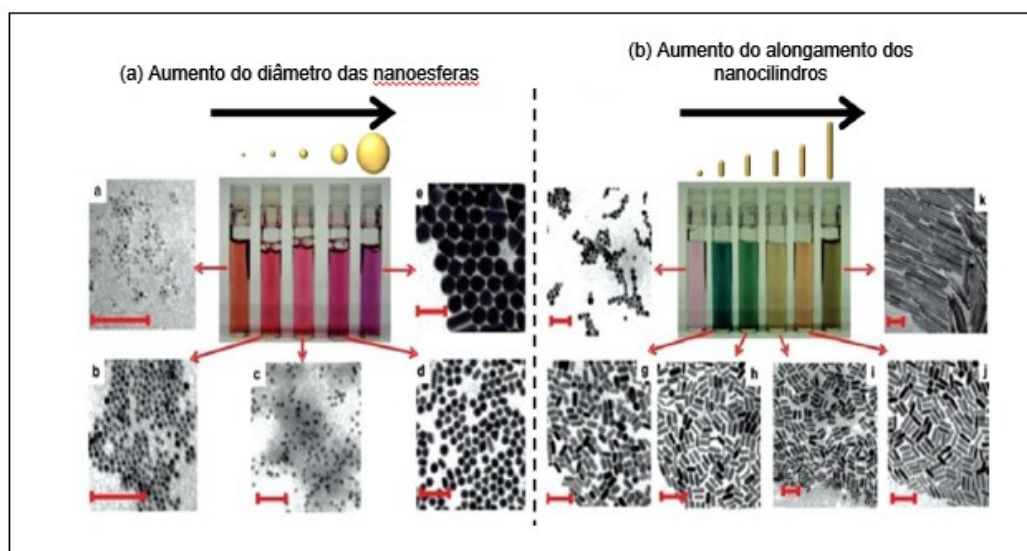 (a) Aumento do diâmetro das nanoesferas
(b) Aumento do alongamento dos
nanocilindros
a
e
f
k
b
c
d
g
h
i
j